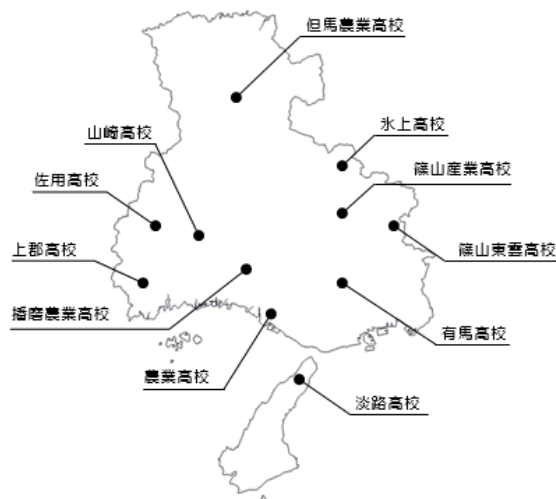 但馬農業高校
氷上高校
山崎高校
篠山産業高校
佐用高校
上郡高校
篠山東雲高校
播磨農業高校
有馬高校
農業高校
淡路高校